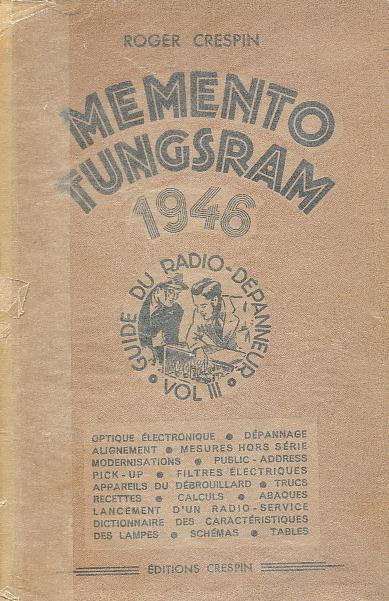 ROGER CRESPIN
MEMENTO
TUNGSRAM
1946
GUIDE DU RADIO-DÉPANNEUR
• VOL III •
OPTIQUE ÉLECTRONIQUE ● DÉPANNAGE
ALIGNEMENT ● MESURES HORS SÉRIE
MODERNISATIONS ● PUBLIC-ADDRESS
PICK-UP ● FILTRES ÉLECTRIQUES
APPAREILS DU DÉBROUILLARD ● TRUCS
RECETTES ● CALCULS ● ABAQUES
LANCEMENT D'UN RADIO-SERVICE
DICTIONNAIRE DES CARACTÉRISTIQUES
DES LAMPES ● SCHÉMAS ● TABLES
ÉDITIONS CRESPIN